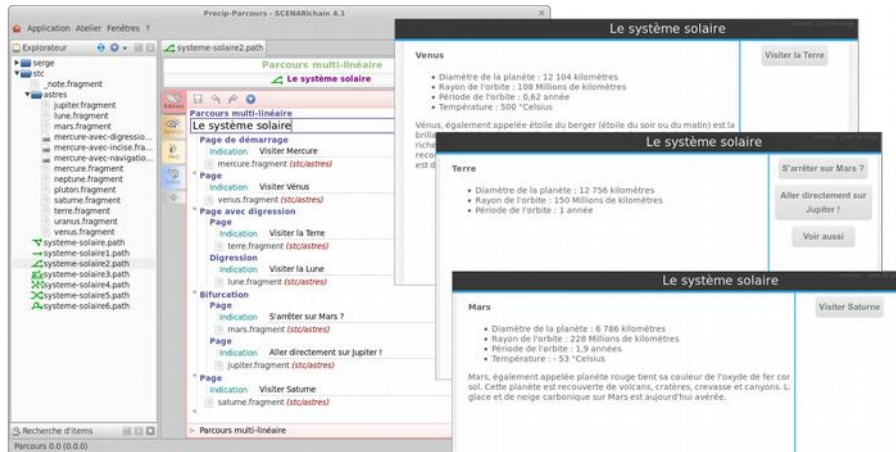 Precip-Parcours - SCENARIchain 4.1
Application Atelier Fenêtres ?
Explorateur
serge
stc
_note.fragment
astres
jupiter.fragment
lune.fragment
mars.fragment
mercure-avec-digressio...
mercure-avec-incise.fra...
mercure-avec-navigatio...
mercure.fragment
neptune.fragment
pluton.fragment
saturne.fragment
terre.fragment
uranus.fragment
venus.fragment
systeme-solaire.path
systeme-solaire1.path
systeme-solaire2.path
systeme-solaire3.path
systeme-solaire4.path
systeme-solaire5.path
systeme-solaire6.path
Recherche d'items
Parcours 0.0 (0.0.0)
systeme-solaire2.path
Parcours multi-linéaire
Le système solaire
Parcours multi-linéaire
Le système solaire
Page de démarrage
Indication Visiter Mercure
mercure.fragment (stc/astres)
Page
Indication Visiter Vénus
venus.fragment (stc/astres)
Page avec digression
Page
Indication Visiter la Terre
terre.fragment (stc/astres)
Digression
Indication Visiter la Lune
lune.fragment (stc/astres)
Bifurcation
Page
Indication S'arrêter sur Mars ?
mars.fragment (stc/astres)
Page
Indication Aller directement sur Jupiter !
jupiter.fragment (stc/astres)
Page
Indication Visiter Saturne
saturne.fragment (stc/astres)
> Parcours multi-linéaire
Le système solaire
Venus
Diamètre de la planète : 12 104 kilomètres
Rayon de l'orbite : 108 Millions de kilomètres
Période de l'orbite : 0,62 année
Température : 500 °Celsius
Vénus, également appelée étoile du berger (étoile du soir ou du matin) est la
brilla
riche
recon
est d
Visiter la Terre
Le système solaire
Terre
Diamètre de la planète : 12 756 kilomètres
Rayon de l'orbite : 150 Millions de kilomètres
Période de l'orbite : 1 année
S'arrêter sur Mars ?
Aller directement sur
Jupiter !
Voir aussi
Le système solaire
Mars
Diamètre de la planète : 6 786 kilomètres
Rayon de l'orbite : 228 Millions de kilomètres
Période de l'orbite : 1,9 années
Température : - 53 °Celsius
Mars, également appelée planète rouge tient sa couleur de l'oxyde de fer cor
sol. Cette planète est recouverte de volcans, cratères, crevasse et canyons. L
glace et de neige carbonique sur Mars est aujourd'hui avérée.
Visiter Saturne